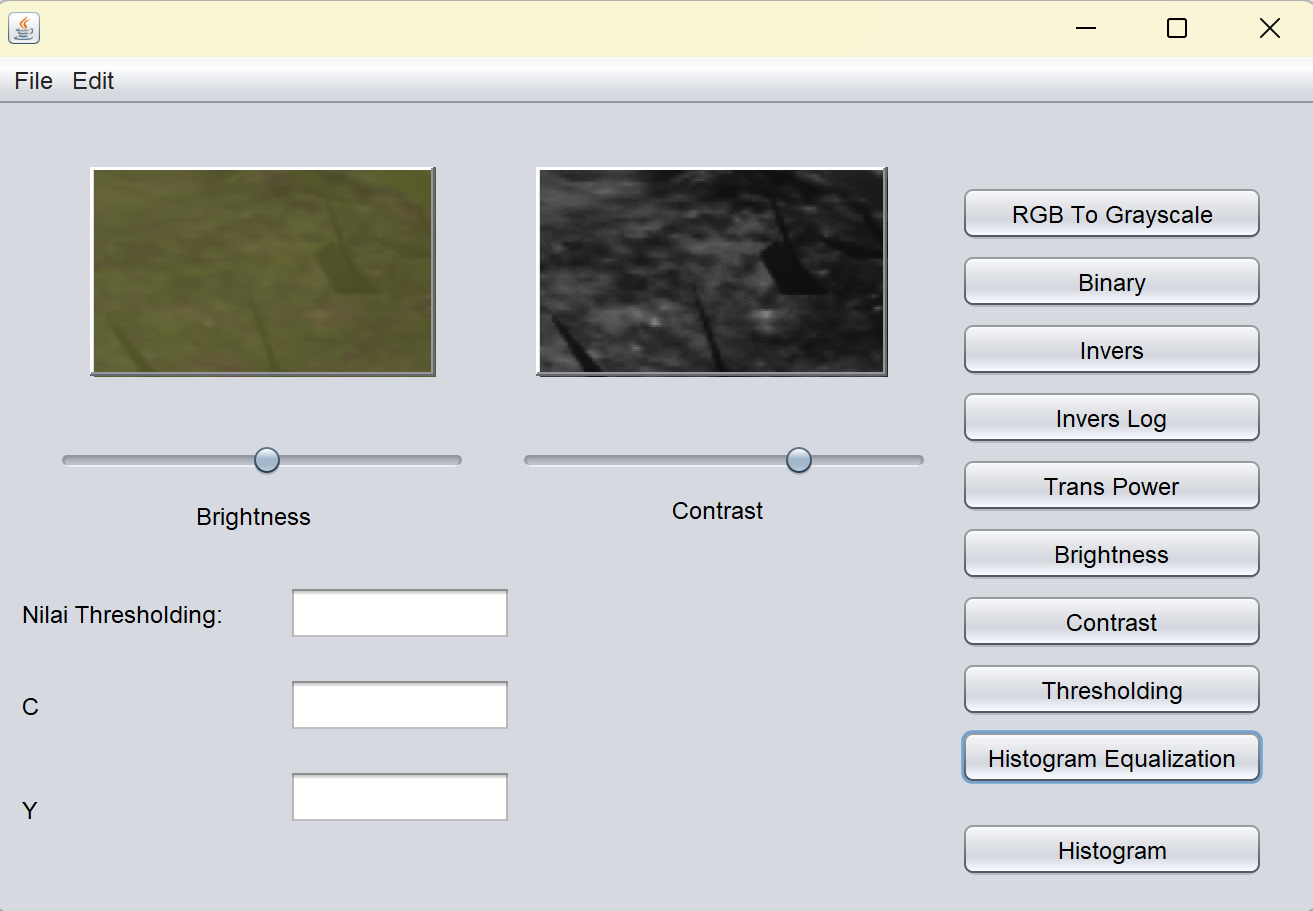 File Edit
RGB To Grayscale
Binary
Invers
Invers Log
Trans Power
Brightness
Contrast
Thresholding
Histogram Equalization
Histogram
Brightness
Contrast
Nilai Thresholding:
C
Y